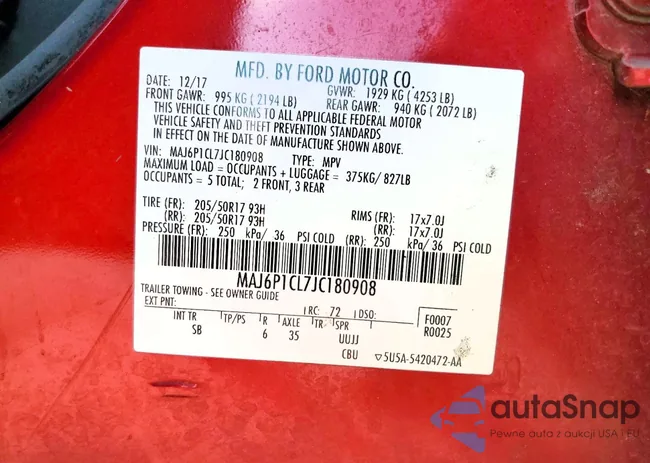 MFD. BY FORD MOTOR CO.
DATE: 12/17 GVWR: 1929 KG ( 4253 LB)
FRONT GAWR: 995 KG ( 2194 LB) REAR GAWR: 940 KG ( 2072 LB)
THIS VEHICLE CONFORMS TO ALL APPLICABLE FEDERAL MOTOR
VEHICLE SAFETY AND THEFT PREVENTION STANDARDS
IN EFFECT ON THE DATE OF MANUFACTURE SHOWN ABOVE.
VIN: MAJ6P1CL7JC180908 TYPE: MPV
MAXIMUM LOAD = OCCUPANTS + LUGGAGE = 375KG/ 827LB
OCCUPANTS = 5 TOTAL; 2 FRONT, 3 REAR
TIRE (FR): 205/50R17 93H RIMS (FR): 17x7.0J
(RR): 205/50R17 93H (RR): 17x7.0J
PRESSURE (FR): 250 kPa/ 36 PSI COLD (RR): 250 kPa/ 36 PSI COLD
MAJ6P1CL7JC180908
TRAILER TOWING - SEE OWNER GUIDE
EXT PNT: RC: 72 DSO: F0007
R0025
INT TR TP/PS R AXLE TR SPR
SB 6 35 UUJJ
CBU ▽5U5A-5420472-AA
autaSnap
Pewne auta z aukcji USA i EU